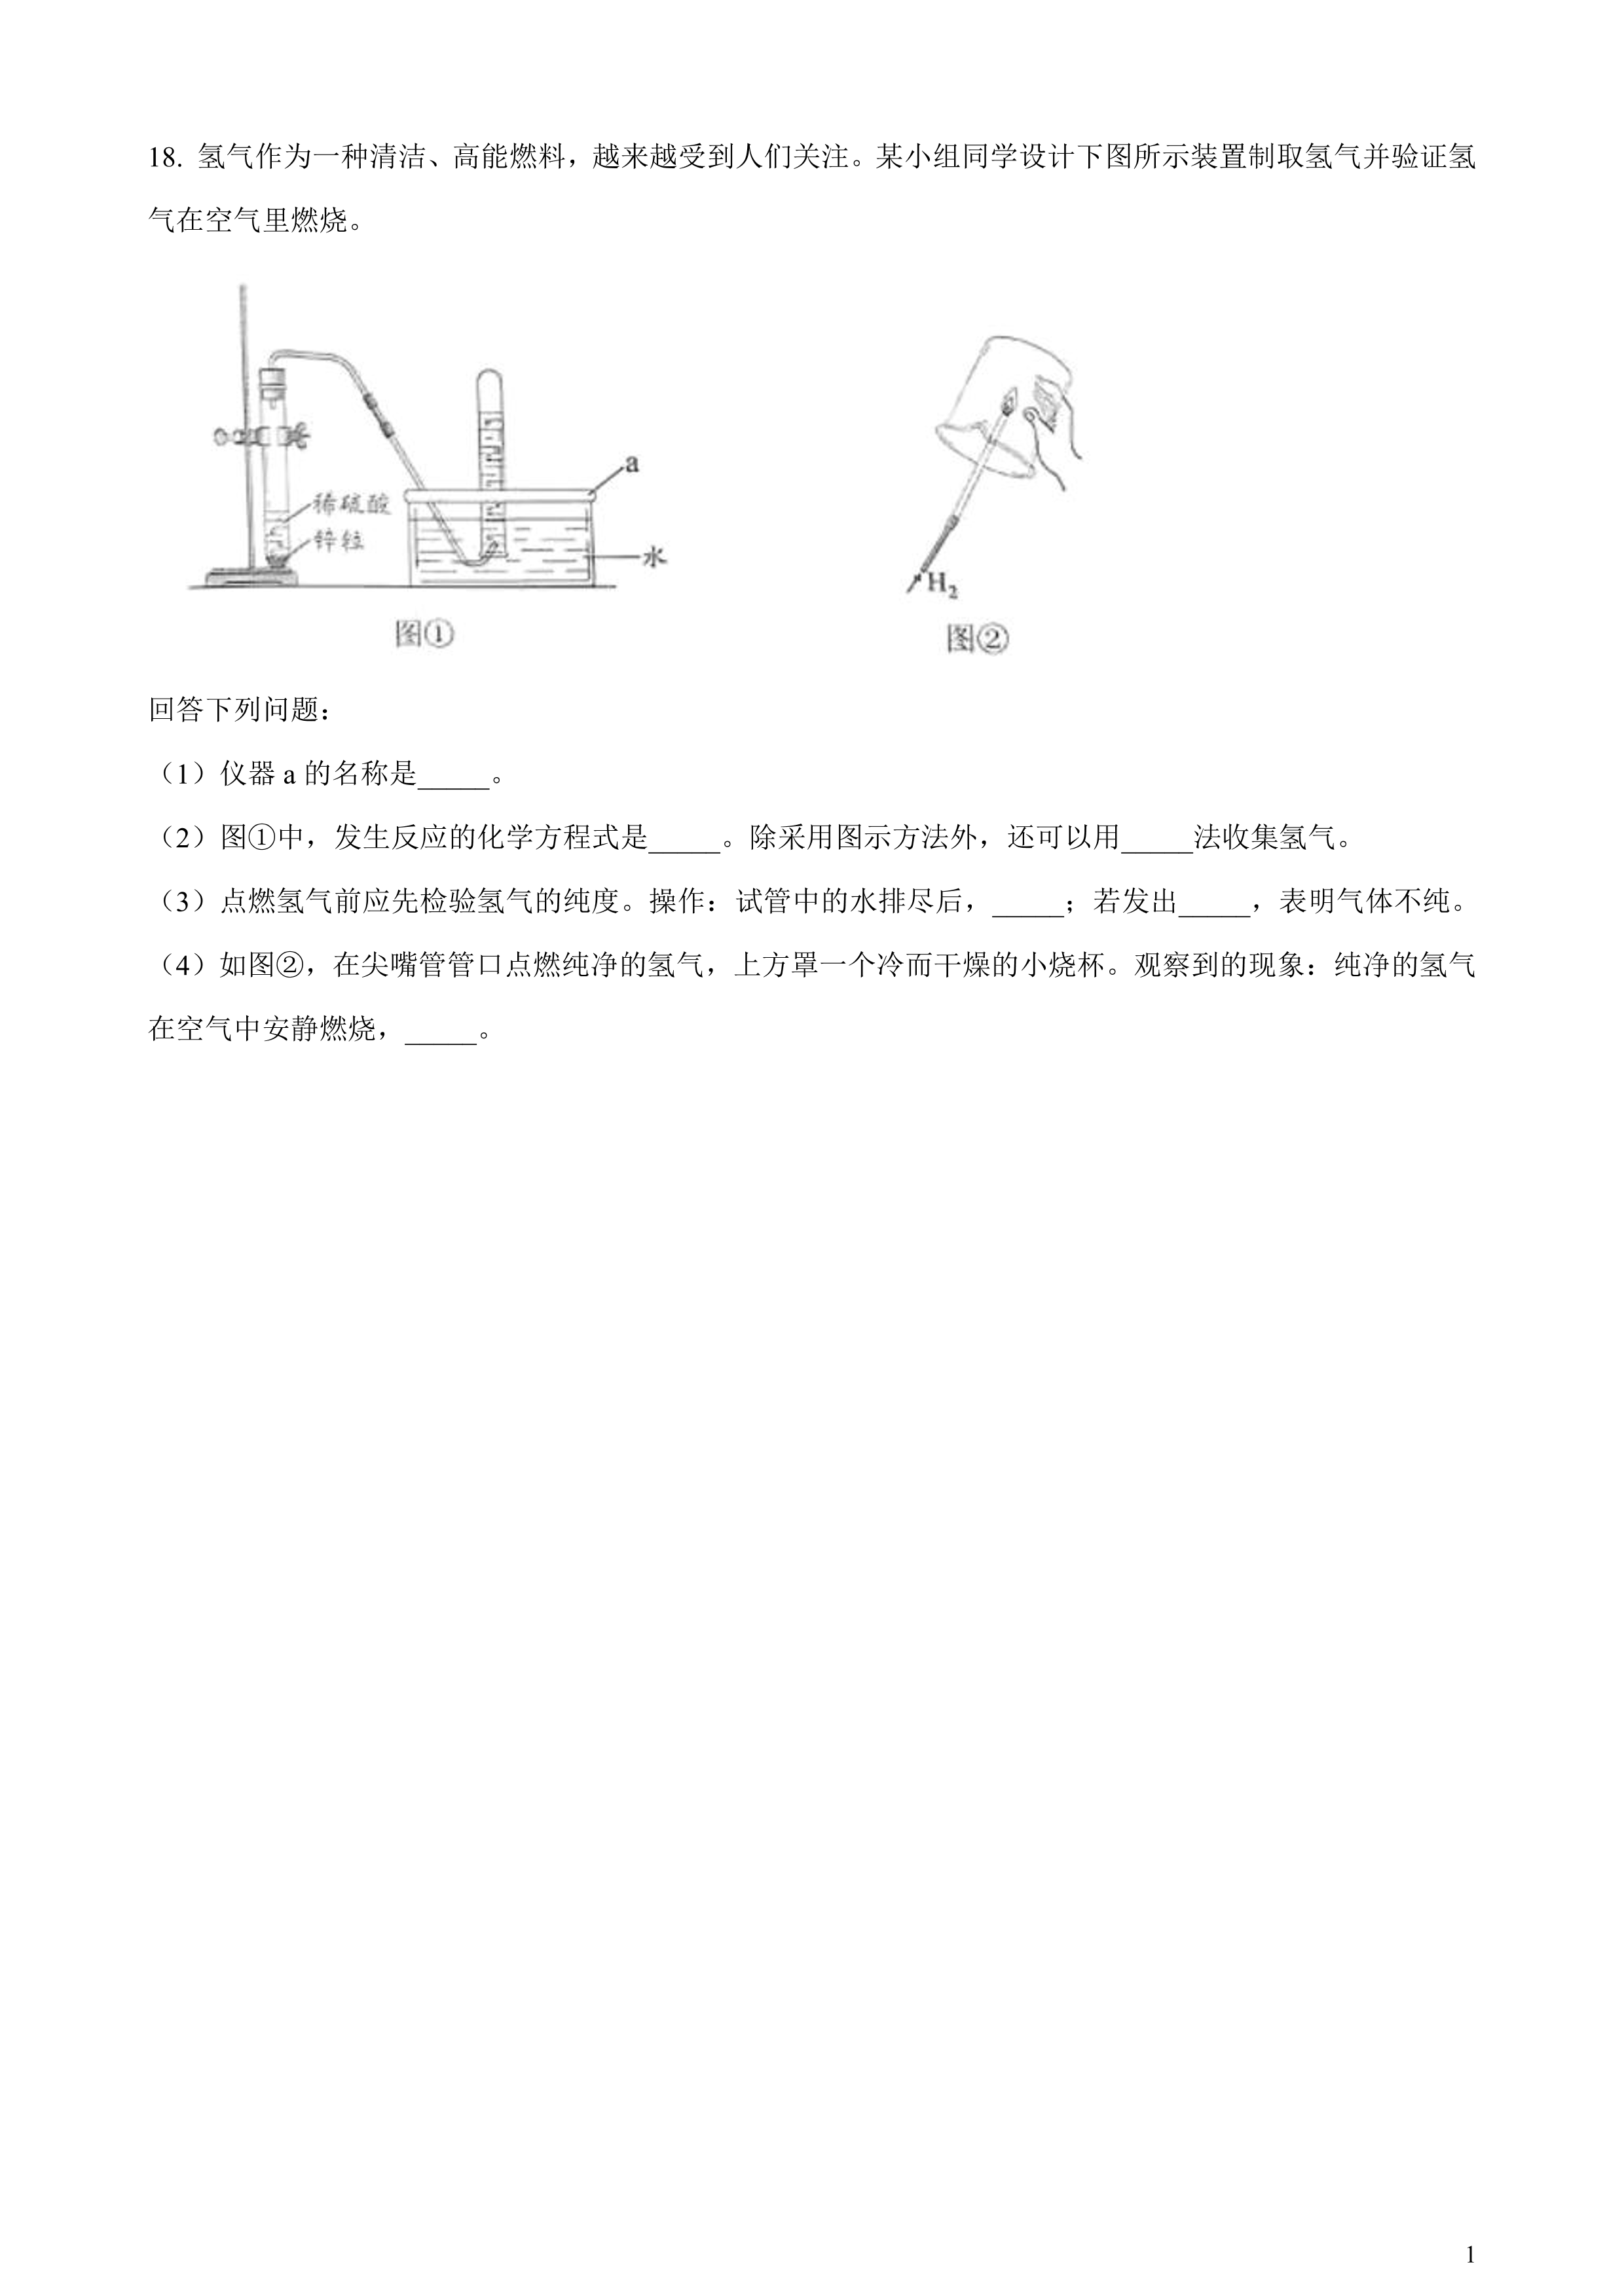 18. 氢气作为一种清洁、高能燃料，越来越受到人们关注。某小组同学设计下图所示装置制取氢气并验证氢
气在空气里燃烧。
a
稀硫酸
锌粒
水
H₂
图①
图②
回答下列问题：
（1）仪器 a 的名称是_____。
（2）图①中，发生反应的化学方程式是_____。除采用图示方法外，还可以用_____法收集氢气。
（3）点燃氢气前应先检验氢气的纯度。操作：试管中的水排尽后，_____；若发出_____，表明气体不纯。
（4）如图②，在尖嘴管管口点燃纯净的氢气，上方罩一个冷而干燥的小烧杯。观察到的现象：纯净的氢气
在空气中安静燃烧，_____。
1